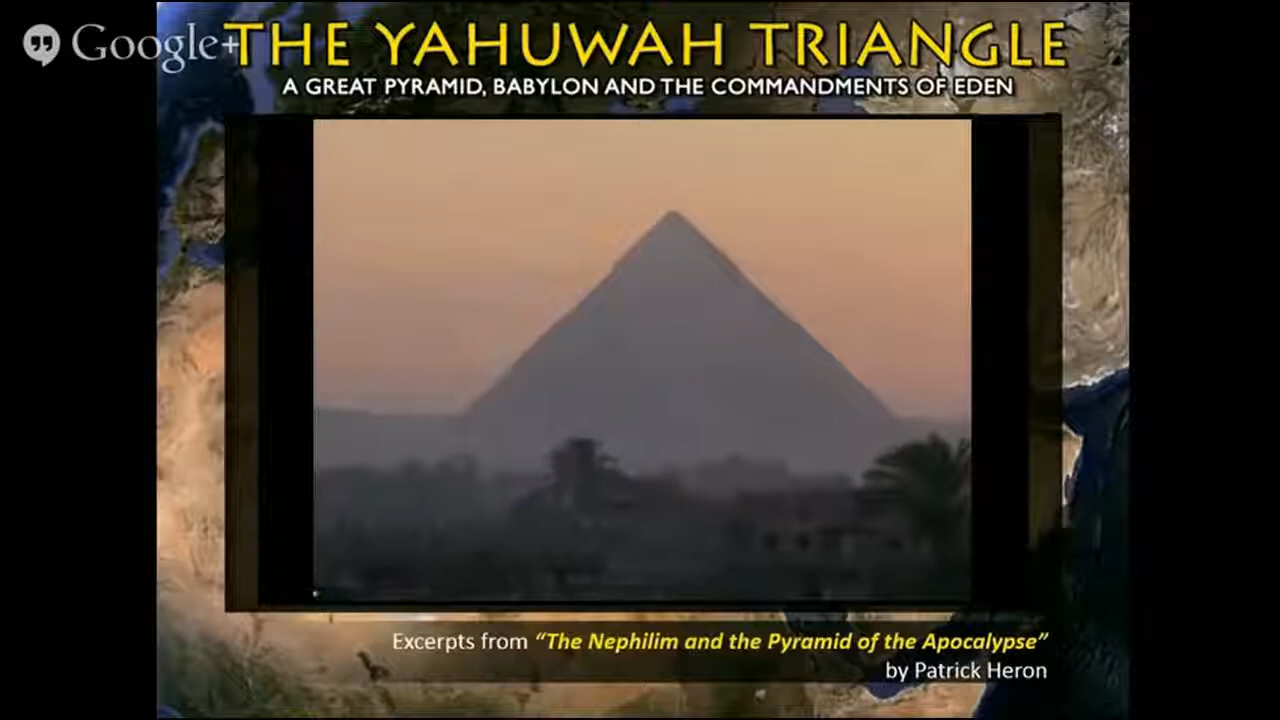 Google+
THE YAHUWAH TRIANGLE
A GREAT PYRAMID, BABYLON AND THE COMMANDMENTS OF EDEN
Excerpts from “The Nephilim and the Pyramid of the Apocalypse”
by Patrick Heron